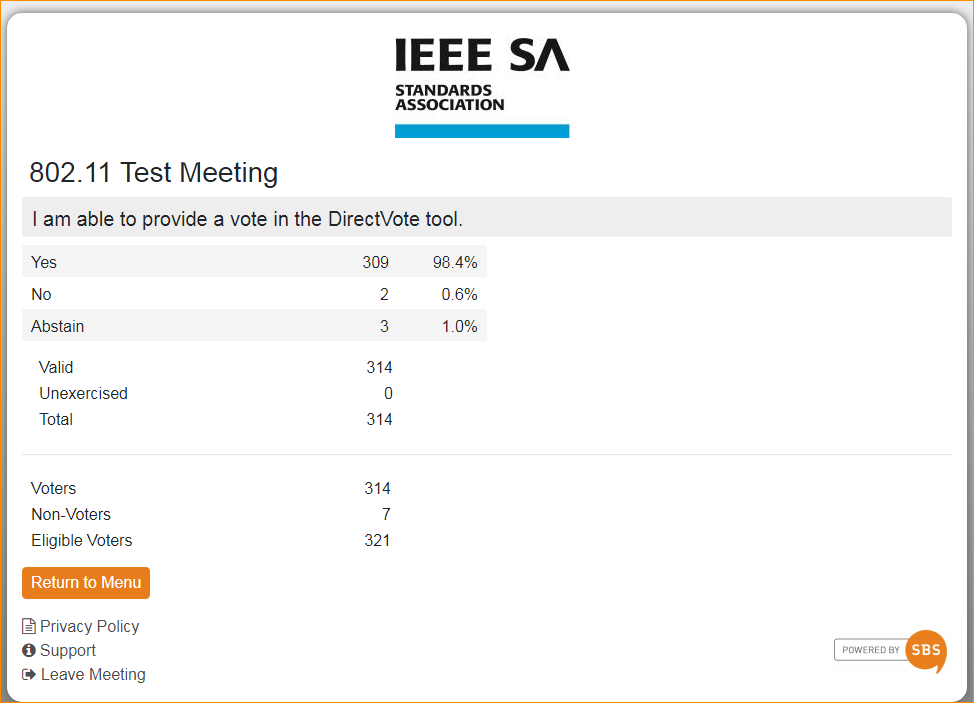 IEEE SA
STANDARDS
ASSOCIATION
802.11 Test Meeting
I am able to provide a vote in the DirectVote tool.
Yes 309 98.4%
No 2 0.6%
Abstain 3 1.0%
Valid 314
Unexercised 0
Total 314
Voters 314
Non-Voters 7
Eligible Voters 321
Return to Menu
Privacy Policy
Support
Leave Meeting
POWERED BY SBS